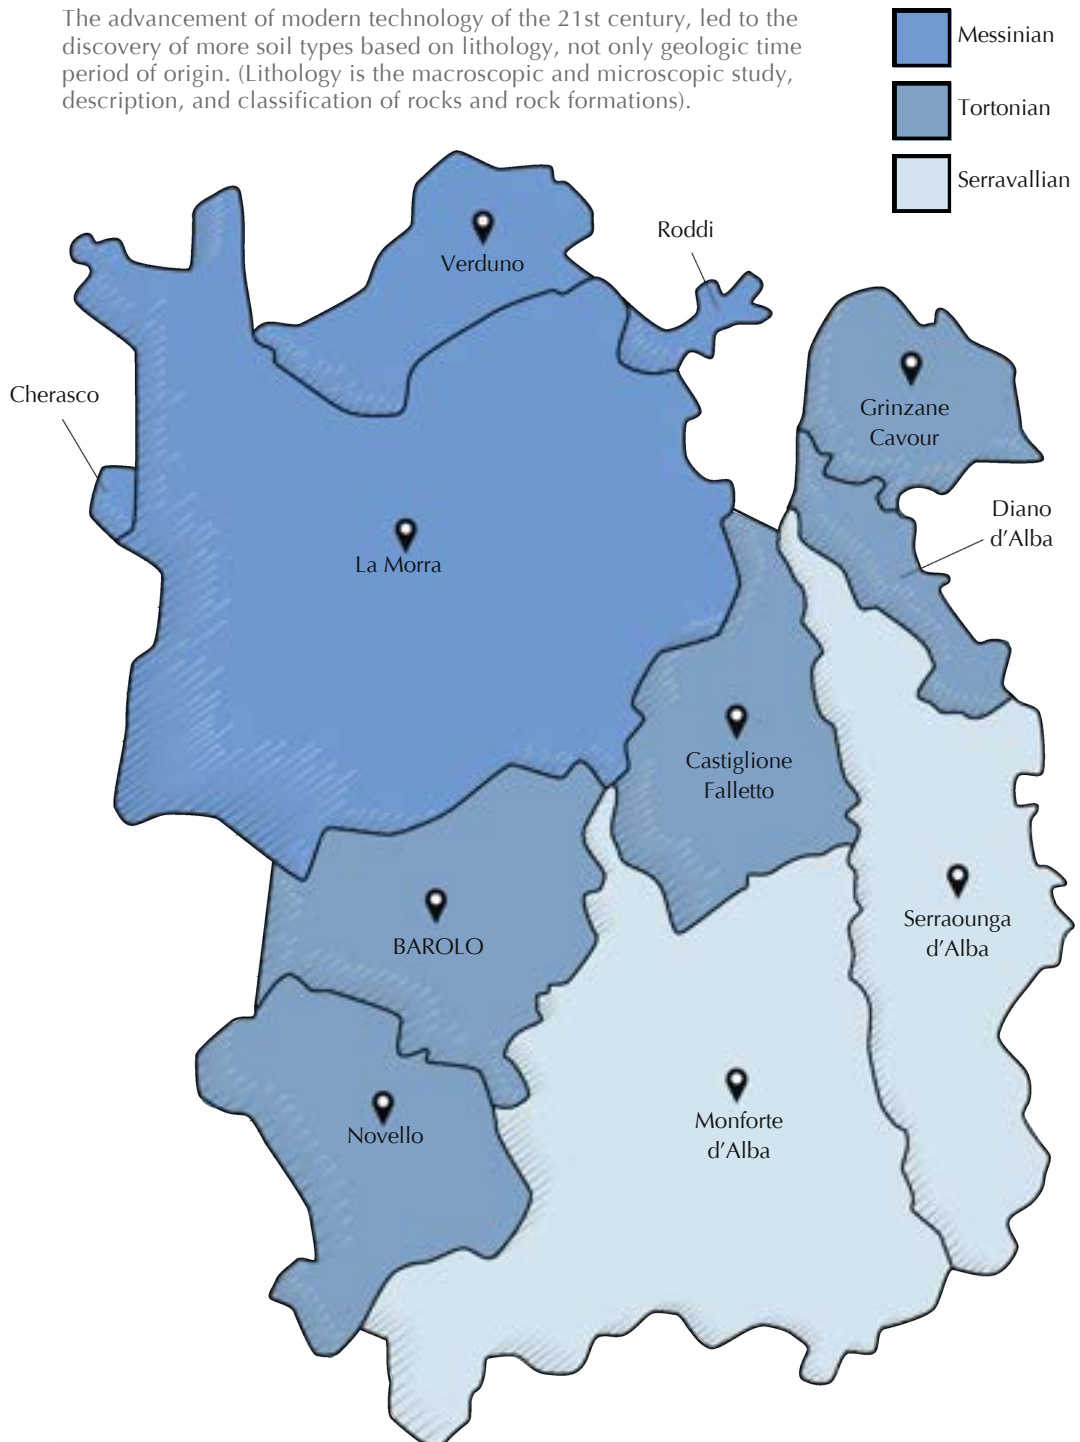 The advancement of modern technology of the 21st century, led to the
discovery of more soil types based on lithology, not only geologic time
period of origin. (Lithology is the macroscopic and microscopic study,
description, and classification of rocks and rock formations).
Messinian
Tortonian
Serravallian
Verduno
Roddi
Cherasco
Grinzane
Cavour
La Morra
Diano
d'Alba
Castiglione
Falletto
BAROLO
Serraounga
d'Alba
Novello
Monforte
d'Alba